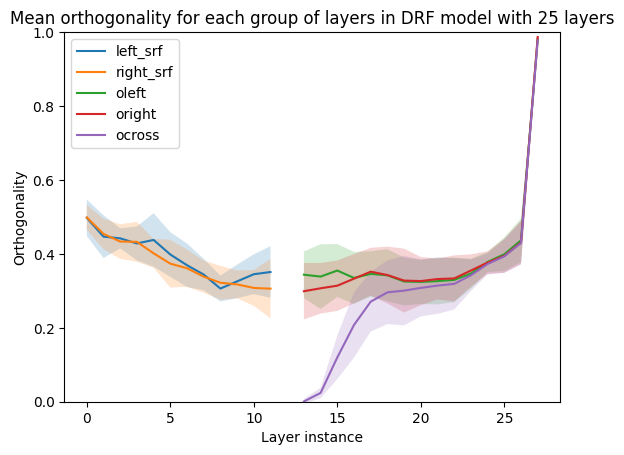 Mean orthogonality for each group of layers in DRF model with 25 layers
1.0
0.8
0.6
0.4
0.2
0.0
Orthogonality
left_srf
right_srf
oleft
oright
ocross
0 5 10 15 20 25
Layer instance